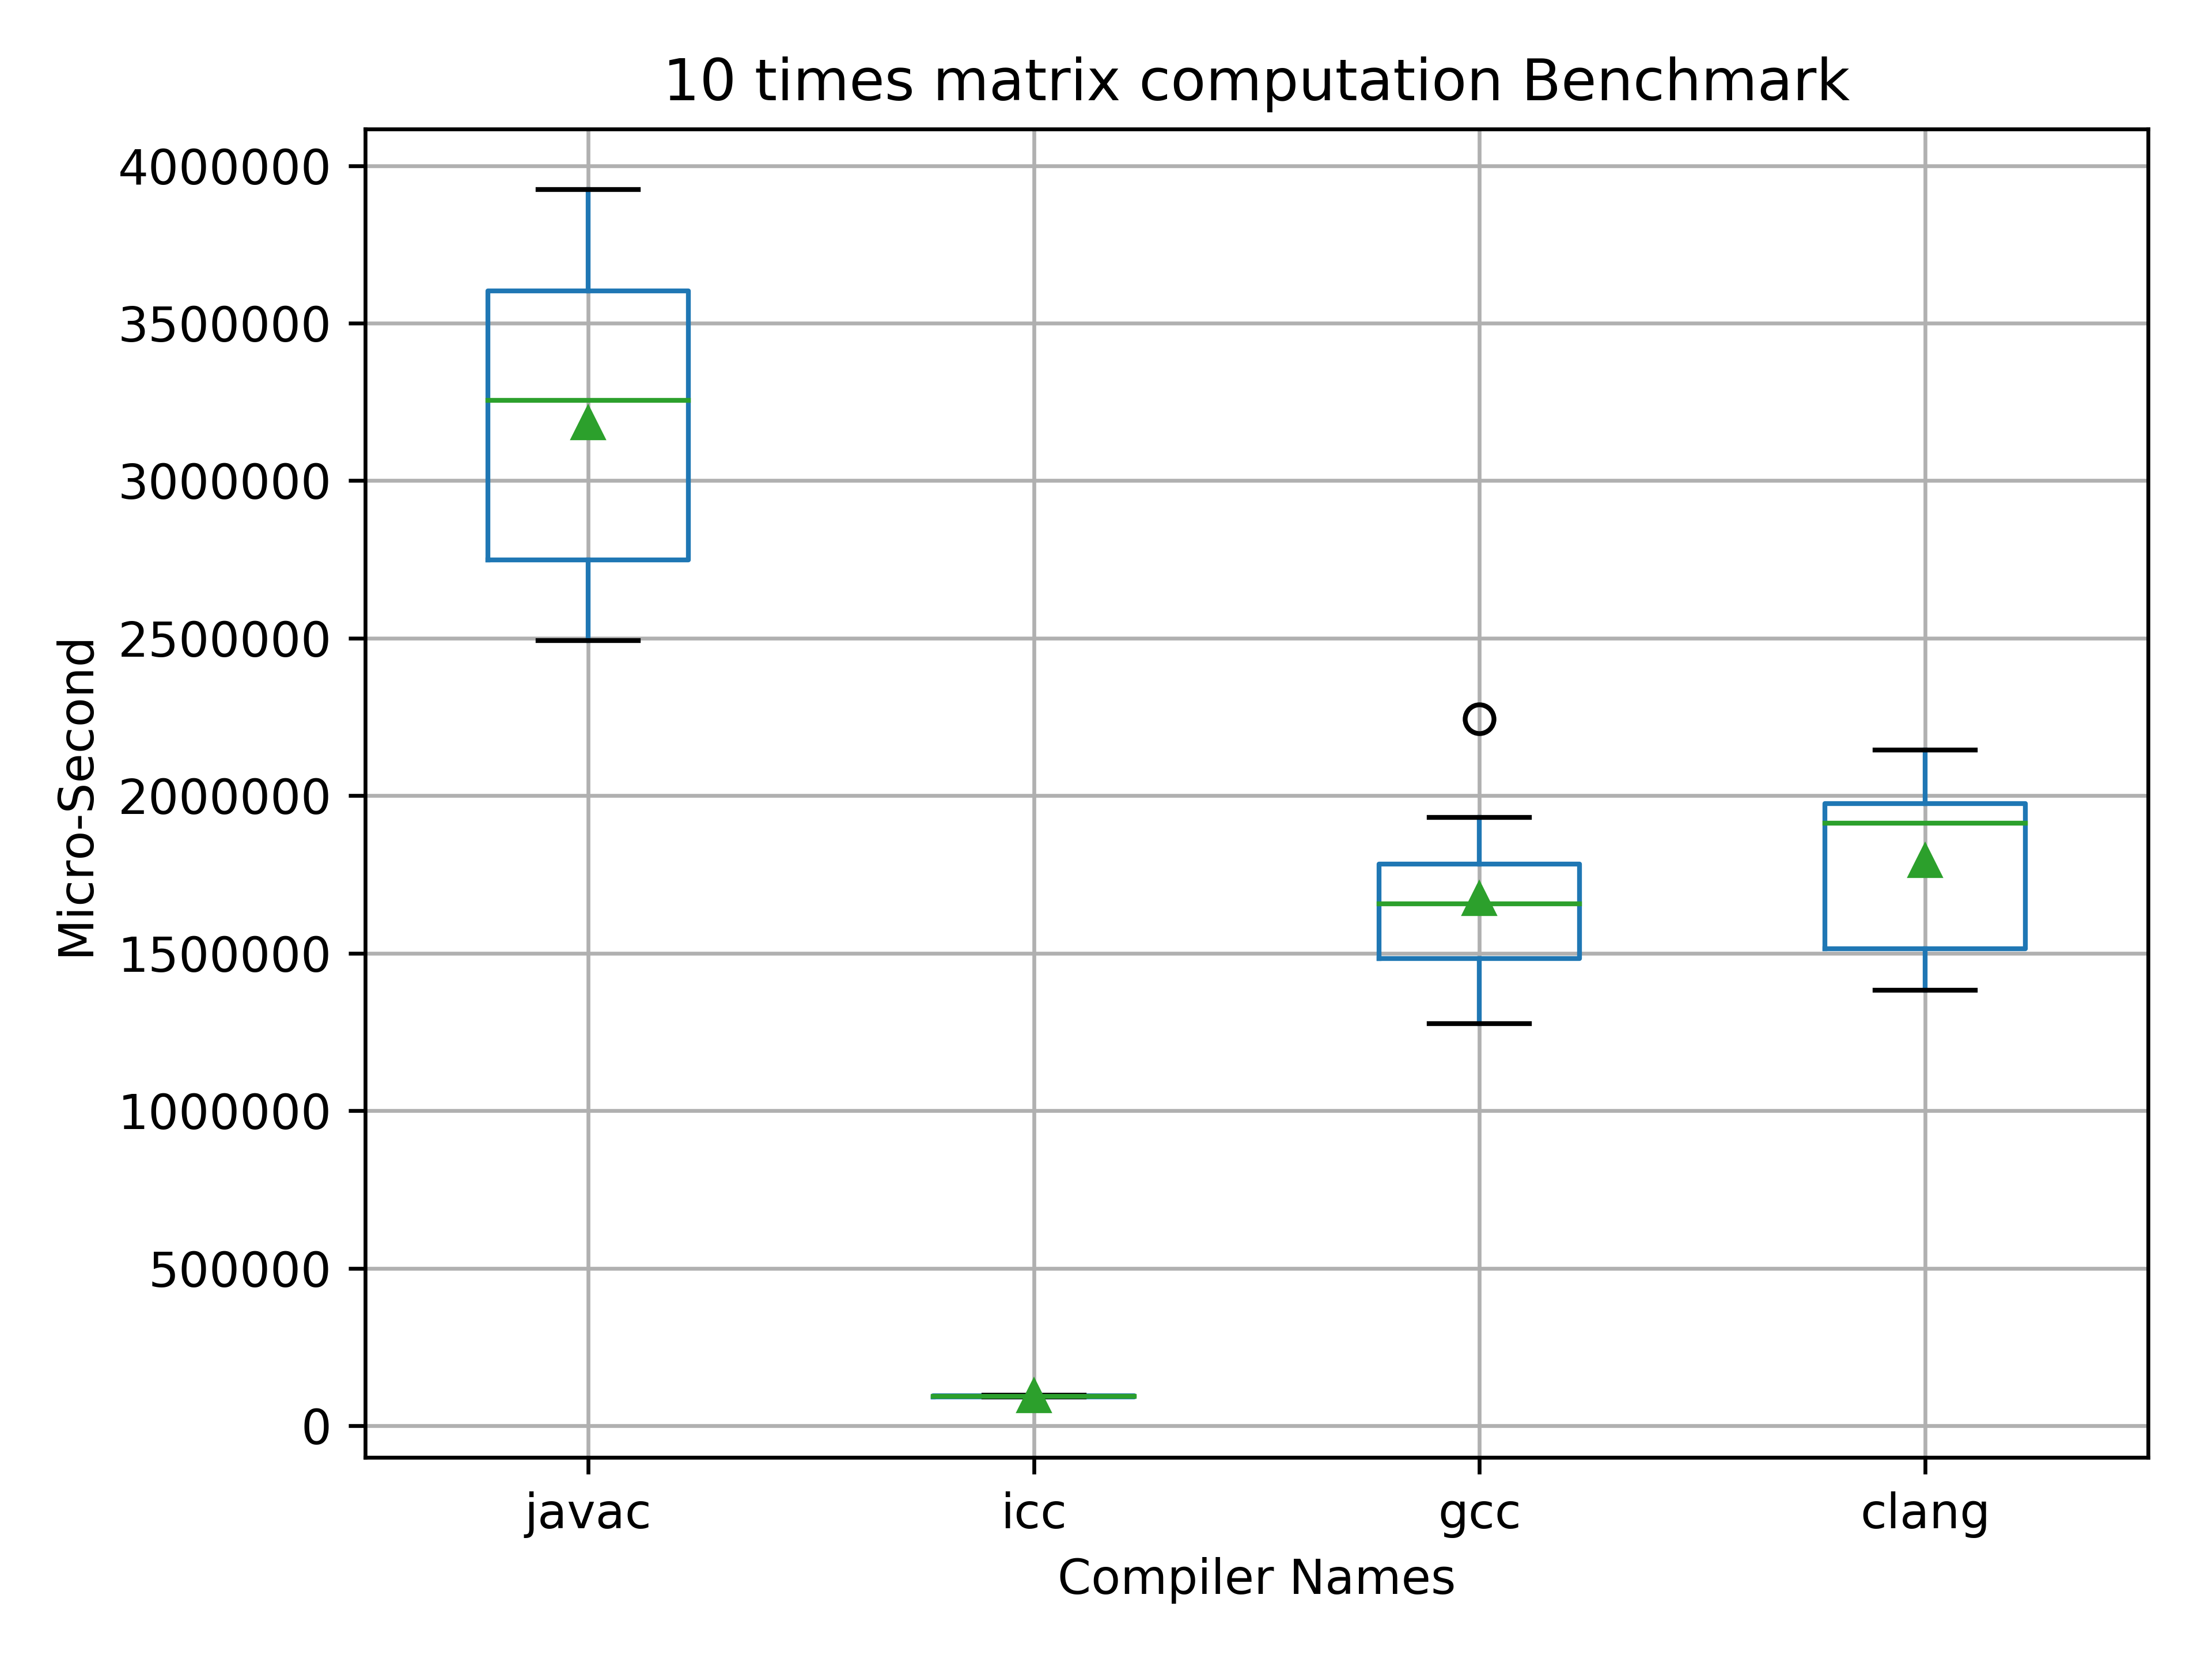 10 times matrix computation Benchmark
4000000
3500000
3000000
2500000
2000000
1500000
1000000
500000
0
Micro-Second
javac icc gcc clang
Compiler Names